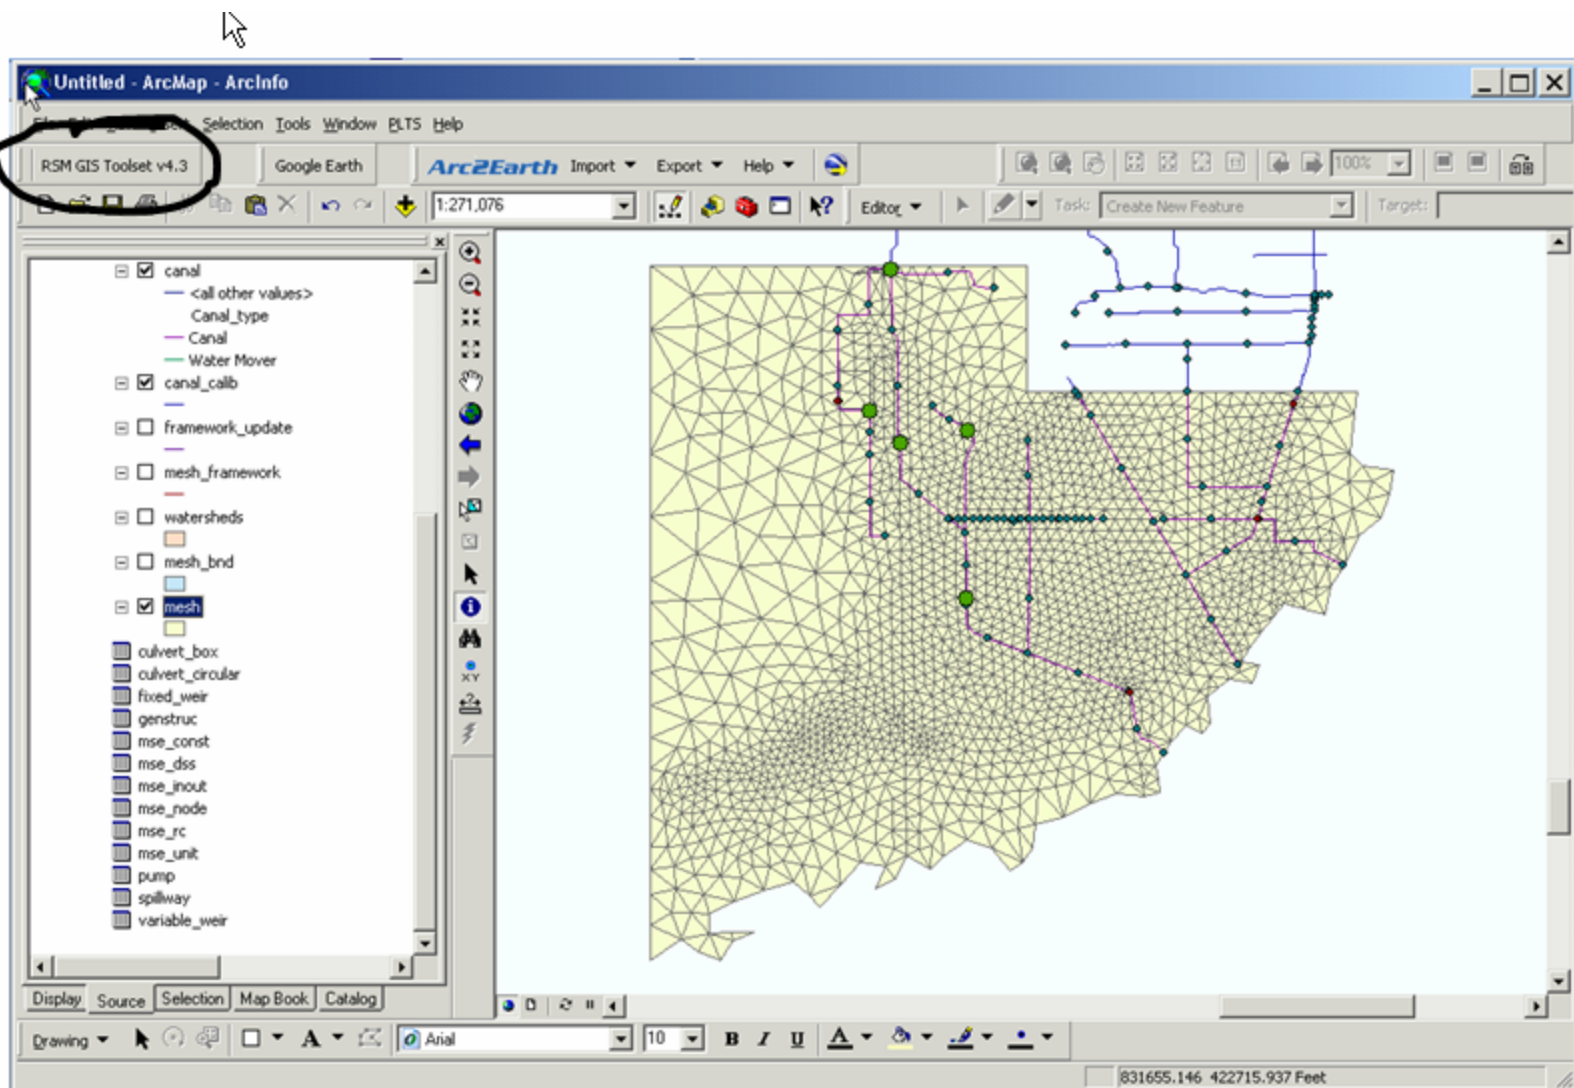 Untitled - ArcMap - ArcInfo
Selection Tools Window PLTS Help
RSM GIS Toolset v4.3 Google Earth Arc2Earth Import Export Help 100%
1:271,076 Editor Task: Create New Feature Target:
canal
<all other values>
Canal_type
Canal
Water Mover
canal_calib
framework_update
mesh_framework
watersheds
mesh_bnd
mesh
culvert_box
culvert_circular
fixed_weir
genstruc
mse_const
mse_dss
mse_inout
mse_node
mse_rc
mse_unit
pump
spillway
variable_weir
XY
Display Source Selection Map Book Catalog
Drawing A Arial 10 B I U A
831655.146 422715.937 Feet